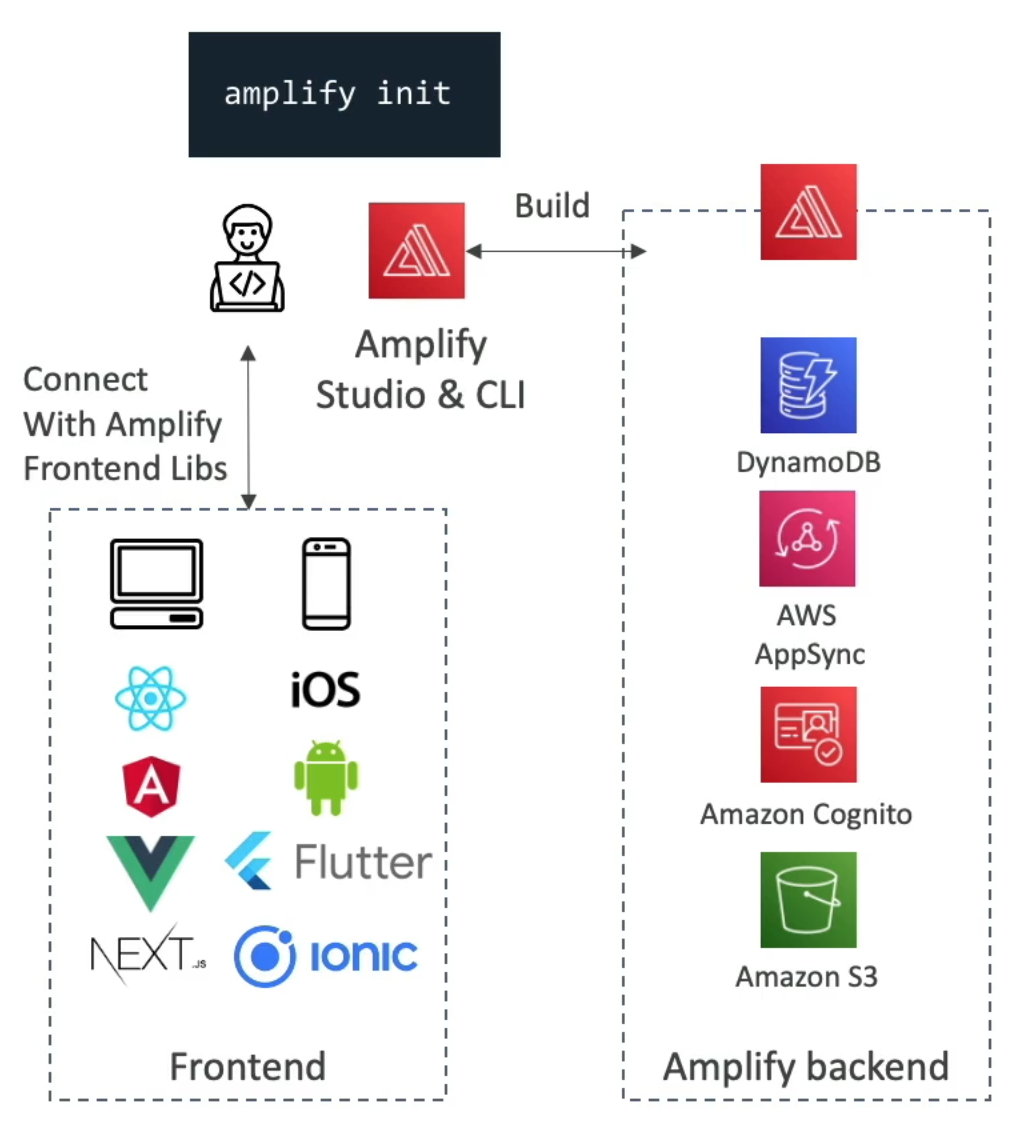 amplify init
Build
Amplify
Studio & CLI
Connect
With Amplify
Frontend Libs
iOS
A
Flutter
NEXT.JS
ionic
Frontend
DynamoDB
AWS
AppSync
Amazon Cognito
Amazon S3
Amplify backend